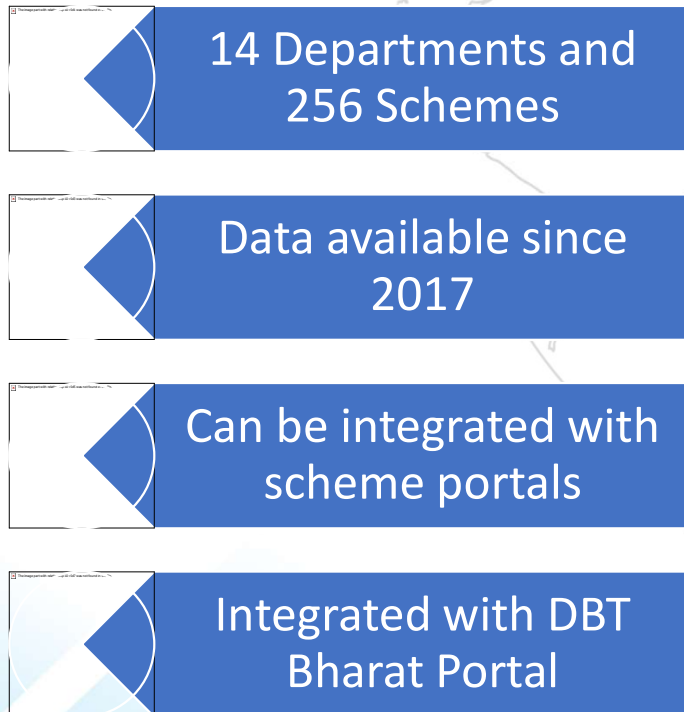 14 Departments and
256 Schemes
Data available since
2017
Can be integrated with
scheme portals
Integrated with DBT
Bharat Portal